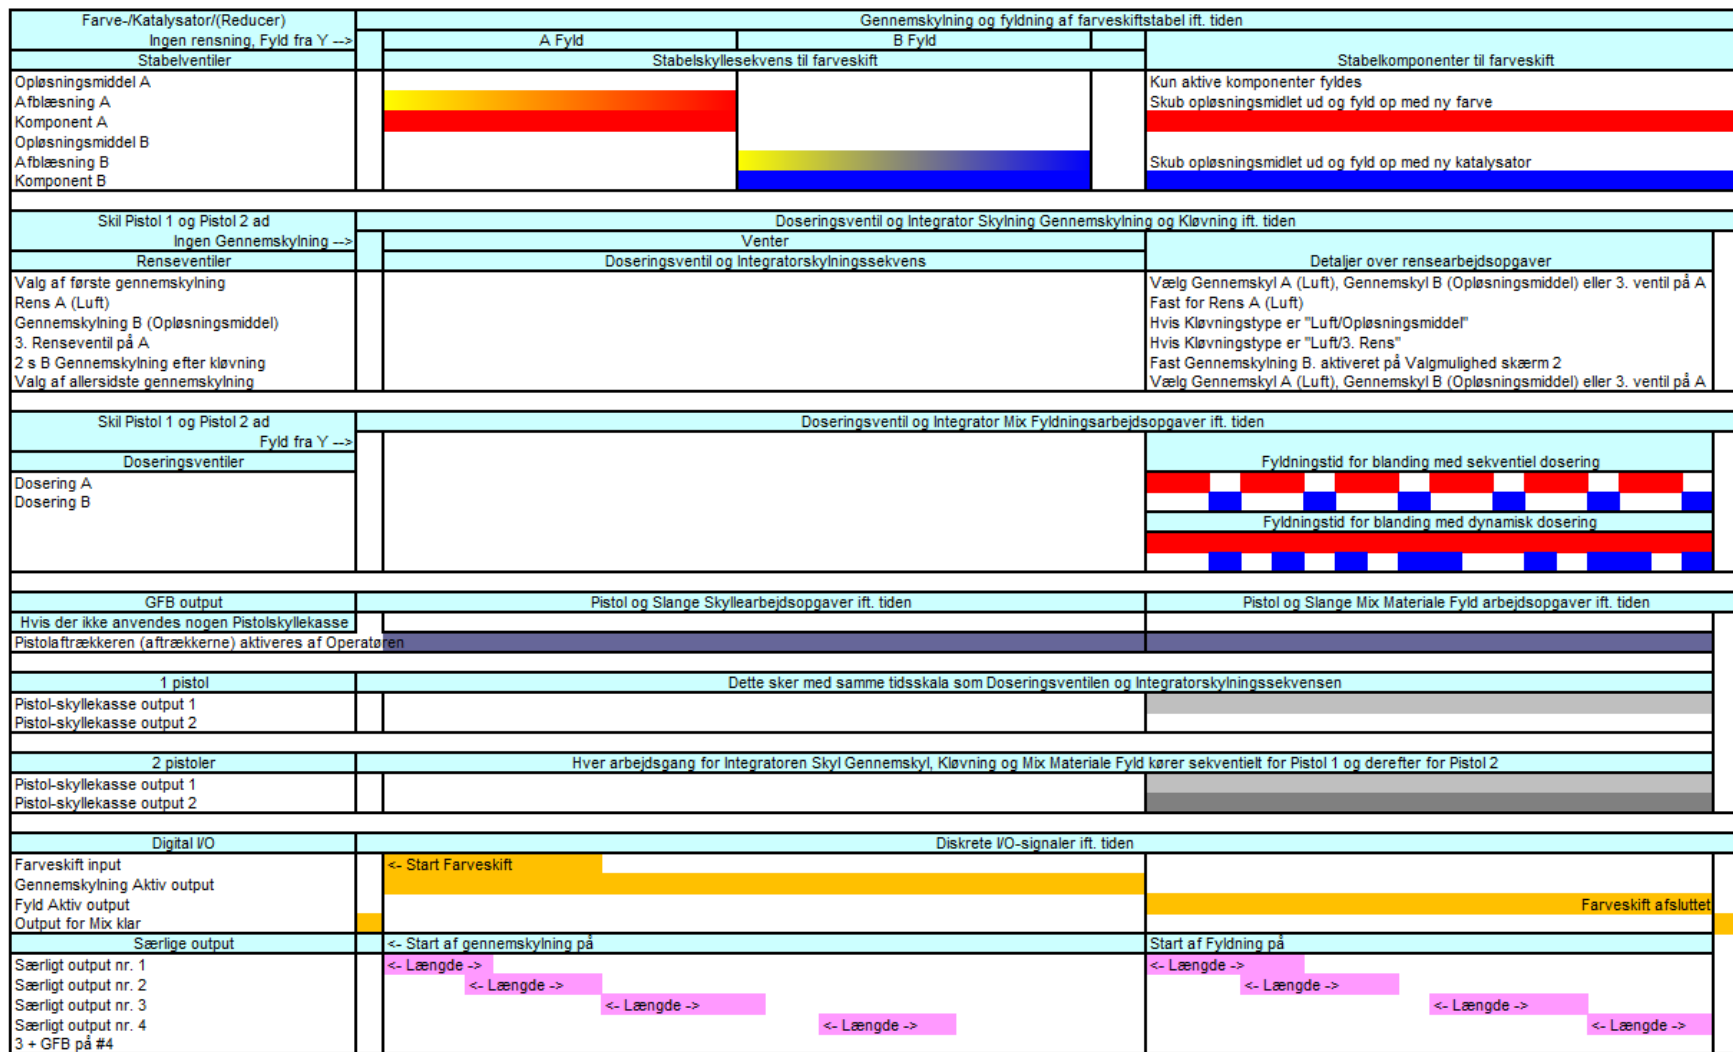 Farve-/Katalysator/(Reducer)
Gennemskylning og fyldning af farveskiftstabel ift. tiden
Ingen rensning, Fyld fra Y -->
A Fyld
B Fyld
Stabelventiler
Stabelskyllesekvens til farveskift
Stabelkomponenter til farveskift
Opløsningsmiddel A
Kun aktive komponenter fyldes
Afblæsning A
Skub opløsningsmidlet ud og fyld op med ny farve
Komponent A
Opløsningsmiddel B
Afblæsning B
Skub opløsningsmidlet ud og fyld op med ny katalysator
Komponent B
Skil Pistol 1 og Pistol 2 ad
Doseringsventil og Integrator Skylning Gennemskylning og Kløvning ift. tiden
Ingen Gennemskylning -->
Venter
Renseventiler
Doseringsventil og Integratorskylningssekvens
Detaljer over rensearbejdsopgaver
Valg af første gennemskylning
Vælg Gennemskyl A (Luft), Gennemskyl B (Opløsningsmiddel) eller 3. ventil på A
Rens A (Luft)
Fast for Rens A (Luft)
Gennemskylning B (Opløsningsmiddel)
Hvis Kløvningstype er "Luft/Opløsningsmiddel"
3. Renseventil på A
Hvis Kløvningstype er "Luft/3. Rens"
2 s B Gennemskylning efter kløvning
Fast Gennemskylning B. aktiveret på Valgmulighed skærm 2
Valg af allersidste gennemskylning
Vælg Gennemskyl A (Luft), Gennemskyl B (Opløsningsmiddel) eller 3. ventil på A
Skil Pistol 1 og Pistol 2 ad
Doseringsventil og Integrator Mix Fyldningsarbejdsopgaver ift. tiden
Fyld fra Y -->
Doseringsventiler
Fyldningstid for blanding med sekventiel dosering
Dosering A
Dosering B
Fyldningstid for blanding med dynamisk dosering
GFB output
Pistol og Slange Skyllearbejdsopgaver ift. tiden
Pistol og Slange Mix Materiale Fyld arbejdsopgaver ift. tiden
Hvis der ikke anvendes nogen Pistolskyllekasse
Pistolaftrækkeren (aftrækkerne) aktiveres af Operatøren
1 pistol
Dette sker med samme tidsskala som Doseringsventilen og Integratorskylningssekvensen
Pistol-skyllekasse output 1
Pistol-skyllekasse output 2
2 pistoler
Hver arbejdsgang for Integratoren Skyl Gennemskyl, Kløvning og Mix Materiale Fyld kører sekventielt for Pistol 1 og derefter for Pistol 2
Pistol-skyllekasse output 1
Pistol-skyllekasse output 2
Digital I/O
Diskrete I/O-signaler ift. tiden
Farveskift input
<- Start Farveskift
Gennemskylning Aktiv output
Fyld Aktiv output
Farveskift afsluttet
Output for Mix klar
Særlige output
<- Start af gennemskylning på
Start af Fyldning på
Særligt output nr. 1
<- Længde ->
<- Længde ->
Særligt output nr. 2
<- Længde ->
<- Længde ->
Særligt output nr. 3
<- Længde ->
<- Længde ->
Særligt output nr. 4
<- Længde ->
<- Længde ->
3 + GFB på #4